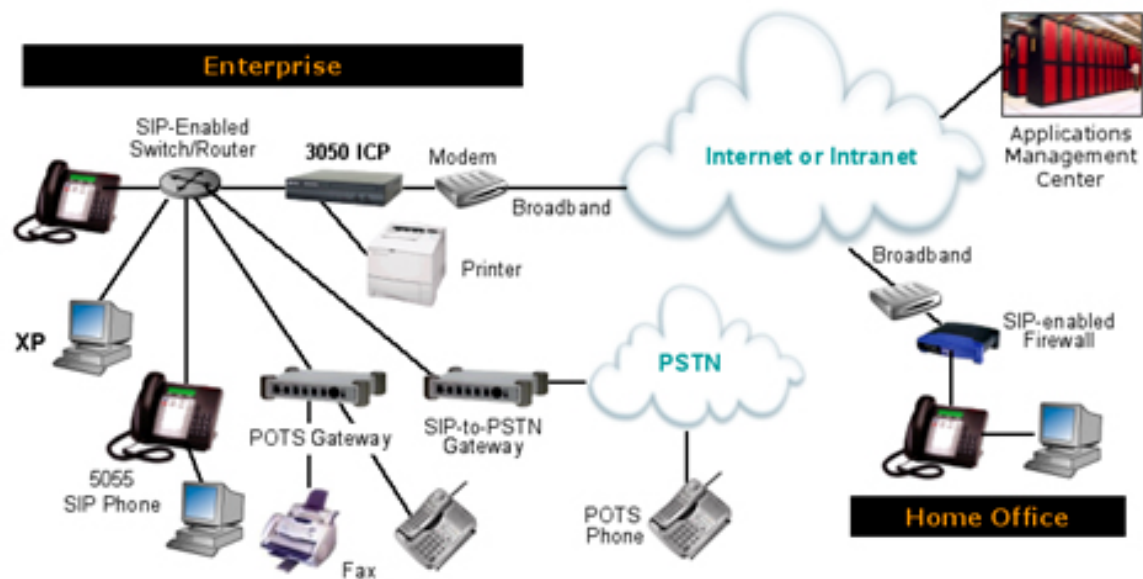 Enterprise
SIP-Enabled
Switch/Router
3050 ICP
Modem
Broadband
Internet or Intranet
Applications
Management
Center
Printer
Broadband
XP
SIP-enabled
Firewall
PSTN
POTS Gateway
SIP-to-PSTN
Gateway
5055
SIP Phone
Fax
POTS
Phone
Home Office